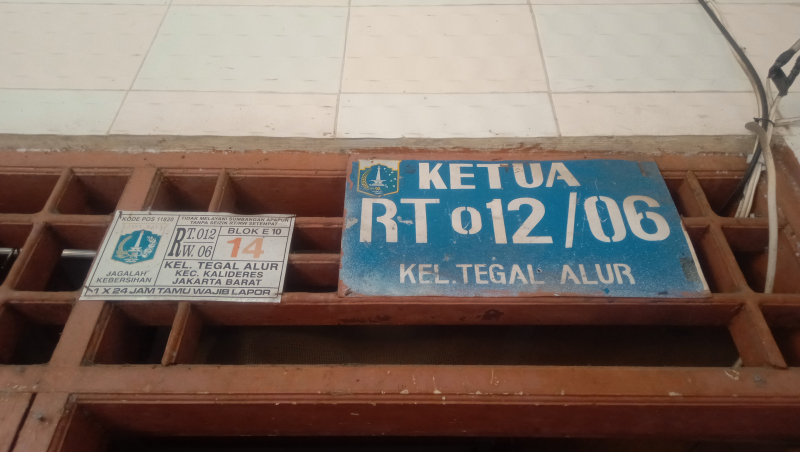 KODE POS 11820
TIDAK MELAYANI SUMBANGAN APAPUN
TANPA SEIZIN RT/RW SETEMPAT
RT. 012
RW. 06
BLOK E 10
14
JAGALAH
KEBERSIHAN
KEL. TEGAL ALUR
KEC. KALIDERES
JAKARTA BARAT
1 X 24 JAM TAMU WAJIB LAPOR
KETUA
RT 012/06
KEL. TEGAL ALUR